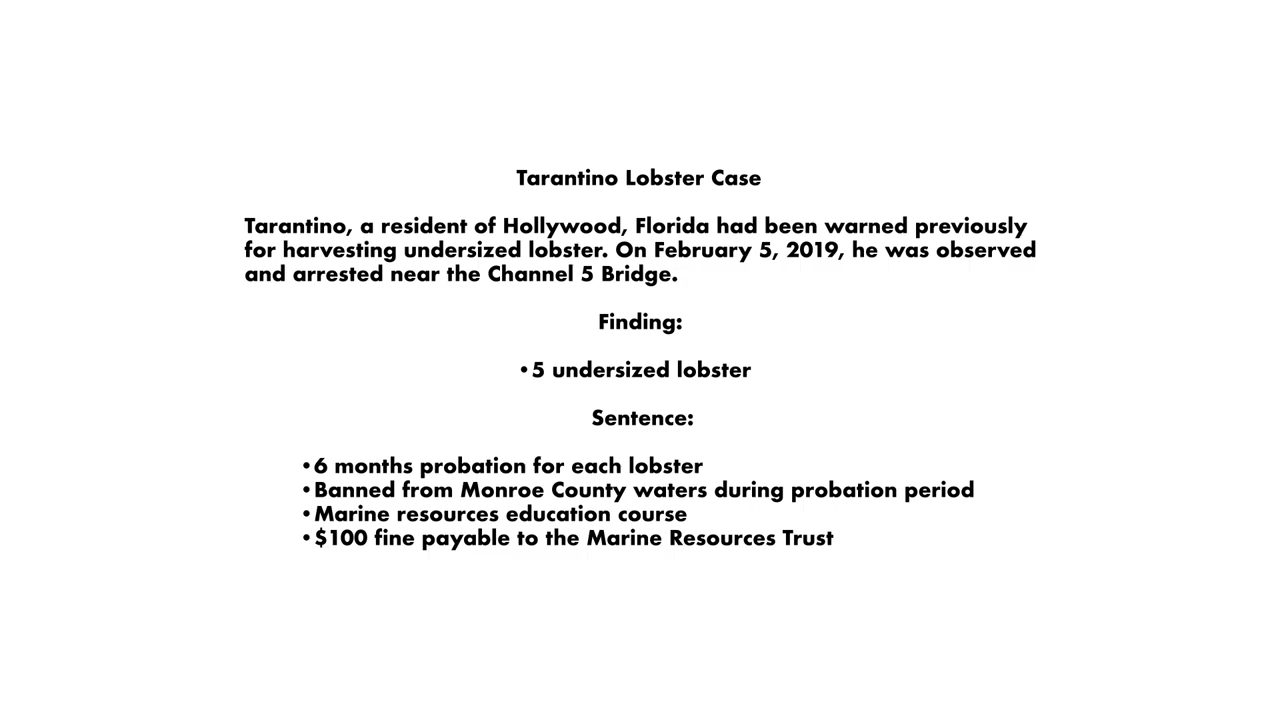 Tarantino Lobster Case
Tarantino, a resident of Hollywood, Florida had been warned previously
for harvesting undersized lobster. On February 5, 2019, he was observed
and arrested near the Channel 5 Bridge.
Finding:
•5 undersized lobster
Sentence:
•6 months probation for each lobster
•Banned from Monroe County waters during probation period
•Marine resources education course
•$100 fine payable to the Marine Resources Trust